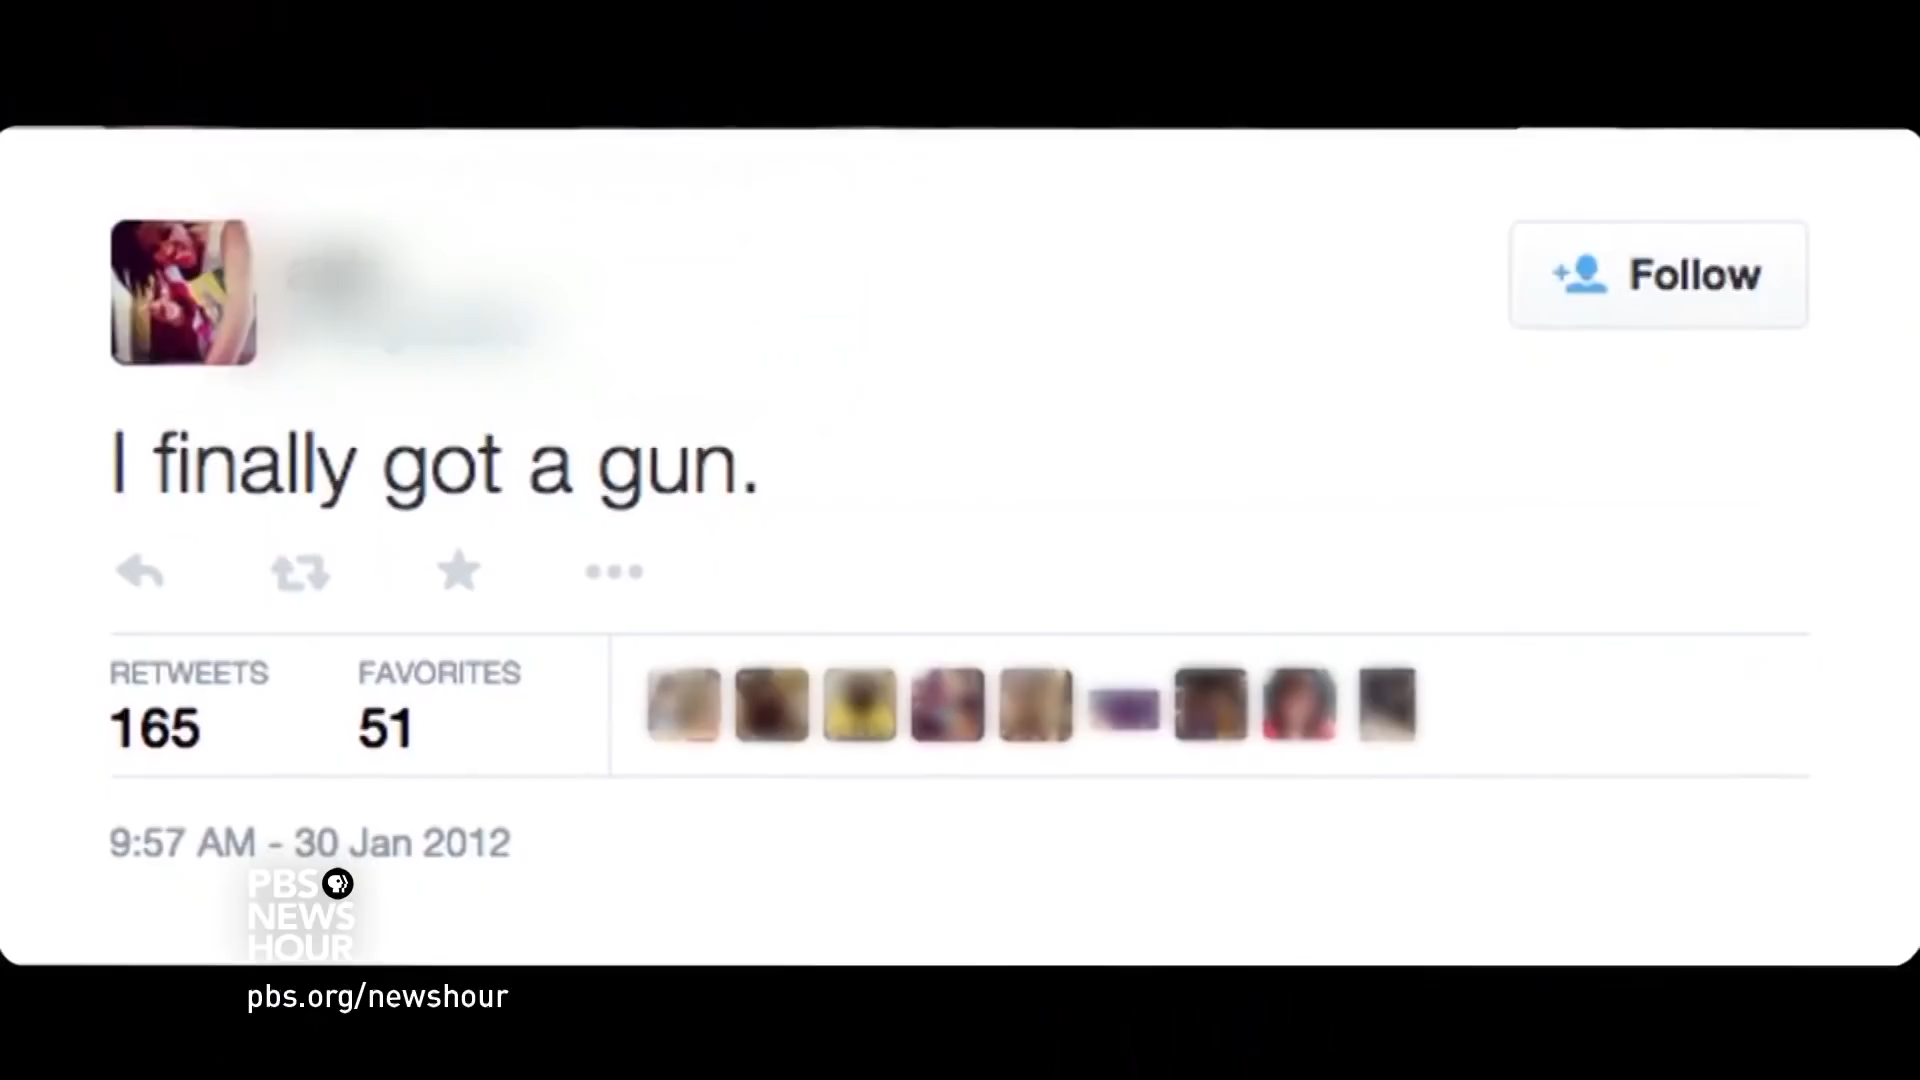 Follow
I finally got a gun.
RETWEETS FAVORITES
165 51
9:57 AM - 30 Jan 2012
PBS
NEWS
HOUR
pbs.org/newshour